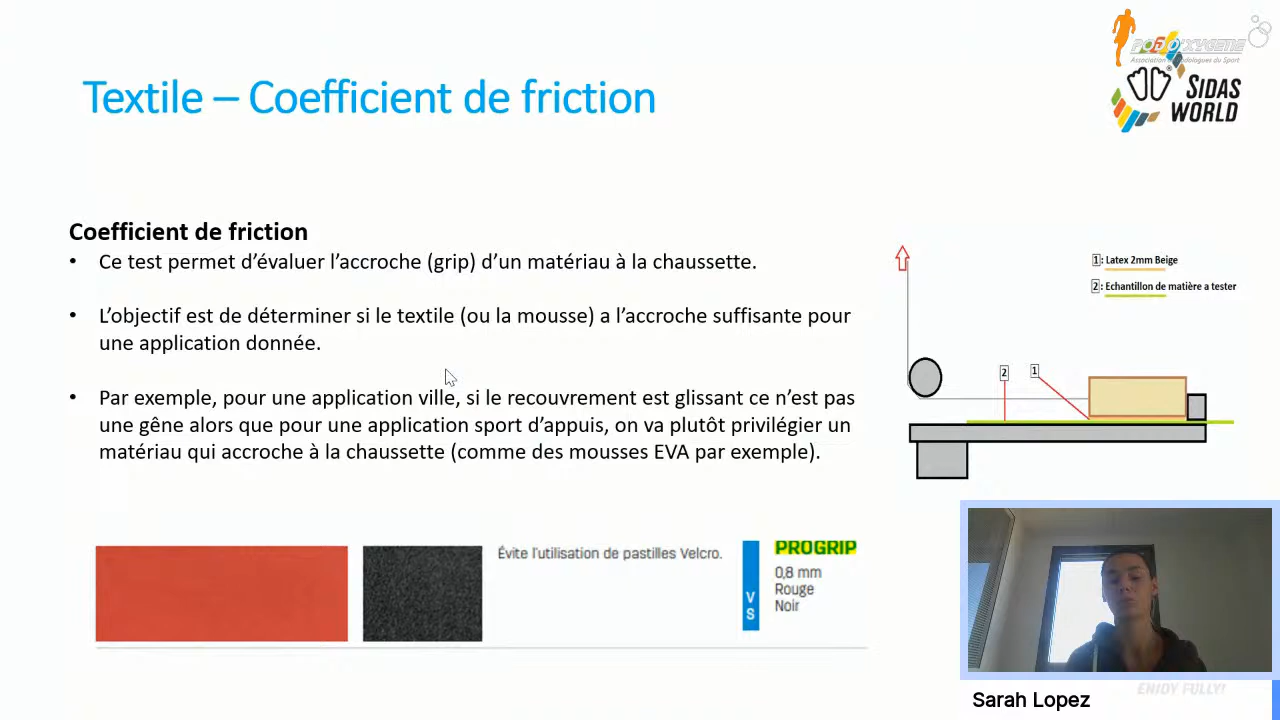 PODOXYGENE
SIDAS
WORLD
Textile – Coefficient de friction
Coefficient de friction
• Ce test permet d’évaluer l’accroche (grip) d’un matériau à la chaussette.
• L’objectif est de déterminer si le textile (ou la mousse) a l’accroche suffisante pour
une application donnée.
• Par exemple, pour une application ville, si le recouvrement est glissant ce n’est pas
une gêne alors que pour une application sport d’appuis, on va plutôt privilégier un
matériau qui accroche à la chaussette (comme des mousses EVA par exemple).
1 : Latex 2mm Beige
2 : Echantillon de matière a tester
2
1
Évite l’utilisation de pastilles Velcro.
VS
PROGRIP
0,8 mm
Rouge
Noir
ENJOY FULLY!
Sarah Lopez